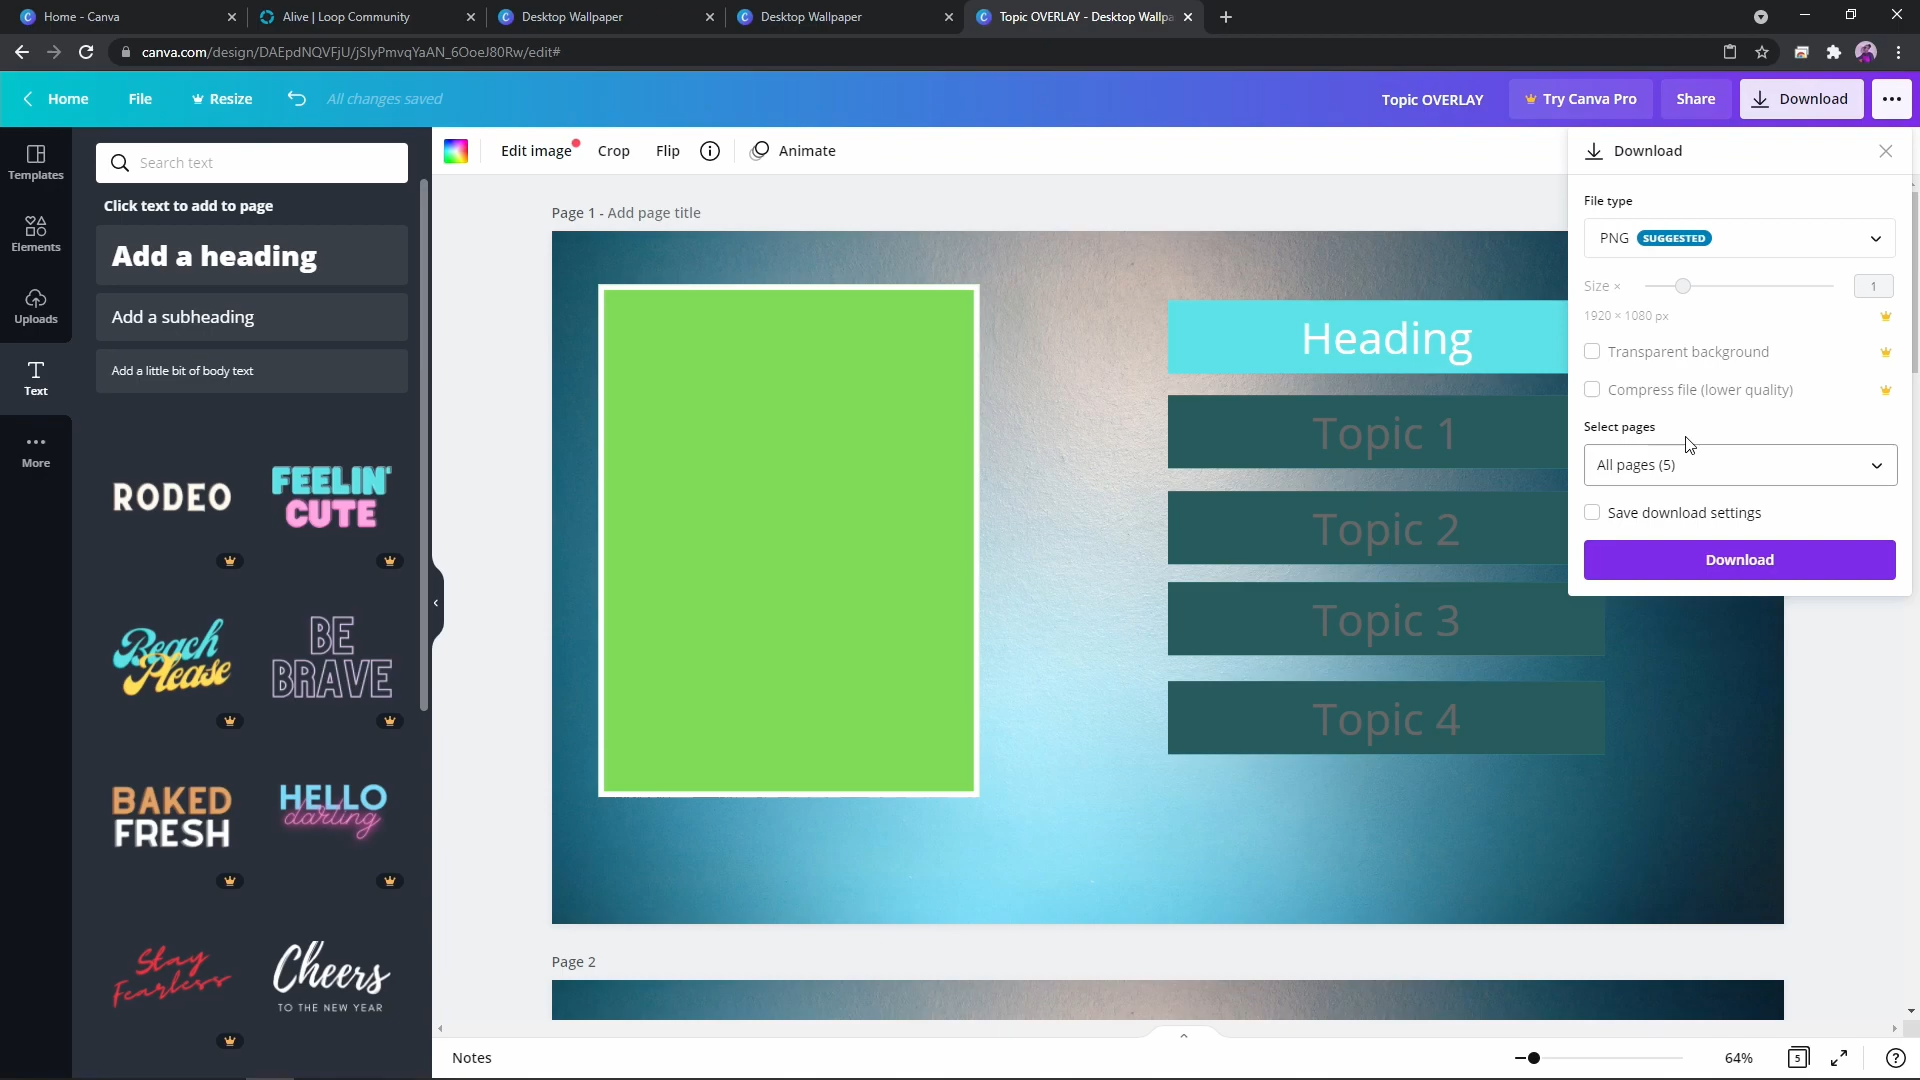 Home - Canva
Alive | Loop Community
Desktop Wallpaper
Desktop Wallpaper
Topic OVERLAY - Desktop Wallpa
canva.com/design/DAEpdNQVFjU/jSlyPmvqYaAN_6OoeJ80Rw/edit#
Home
File
Resize
All changes saved
Topic OVERLAY
Try Canva Pro
Share
Download
Templates
Elements
Uploads
Text
More
Search text
Click text to add to page
Add a heading
Add a subheading
Add a little bit of body text
RODEO
FEELIN' CUTE
Beach Please
BE BRAVE
BAKED FRESH
HELLO darling
Stay Fearless
Cheers
TO THE NEW YEAR
Edit image
Crop
Flip
Animate
Page 1 - Add page title
Heading
Topic 1
Topic 2
Topic 3
Topic 4
Page 2
Download
File type
PNG SUGGESTED
Size ×
1
1920 × 1080 px
Transparent background
Compress file (lower quality)
Select pages
All pages (5)
Save download settings
Download
Notes
64%
5